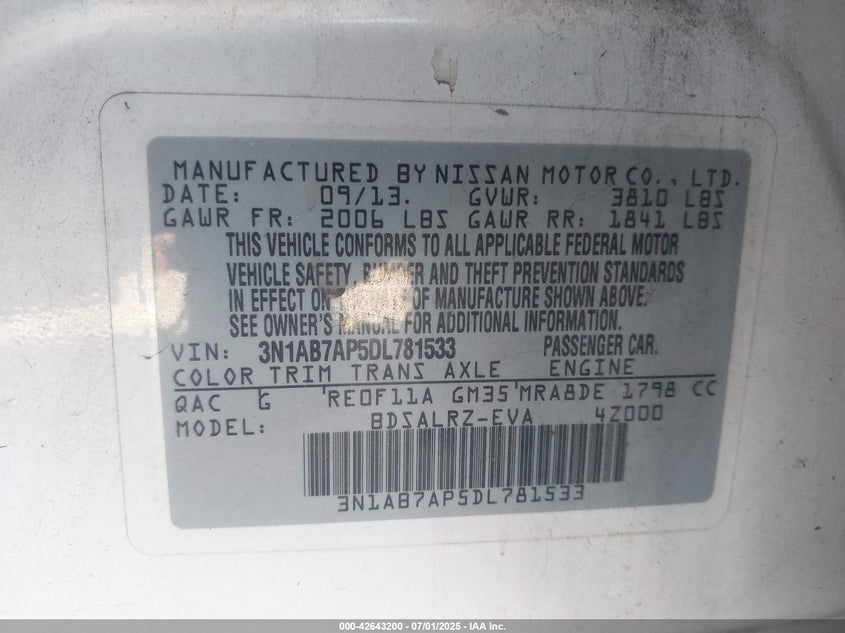 MANUFACTURED BY NISSAN MOTOR CO., LTD.
DATE: 09/13. GVWR: 3810 LBS
GAWR FR: 2006 LBS GAWR RR: 1841 LBS
THIS VEHICLE CONFORMS TO ALL APPLICABLE FEDERAL MOTOR
VEHICLE SAFETY, BUMPER AND THEFT PREVENTION STANDARDS
IN EFFECT ON OF MANUFACTURE SHOWN ABOVE.
SEE OWNER'S MANUAL FOR ADDITIONAL INFORMATION.
VIN: 3N1AB7AP5DL781533 PASSENGER CAR.
COLOR TRIM TRANS AXLE ENGINE
QAC G RE0F11A GM35 MRA8DE 1798 CC
MODEL: BDSALRZ-EVA 4Z000
3N1AB7AP5DL781533
000-42643200 - 07/01/2025 - IAA Inc.